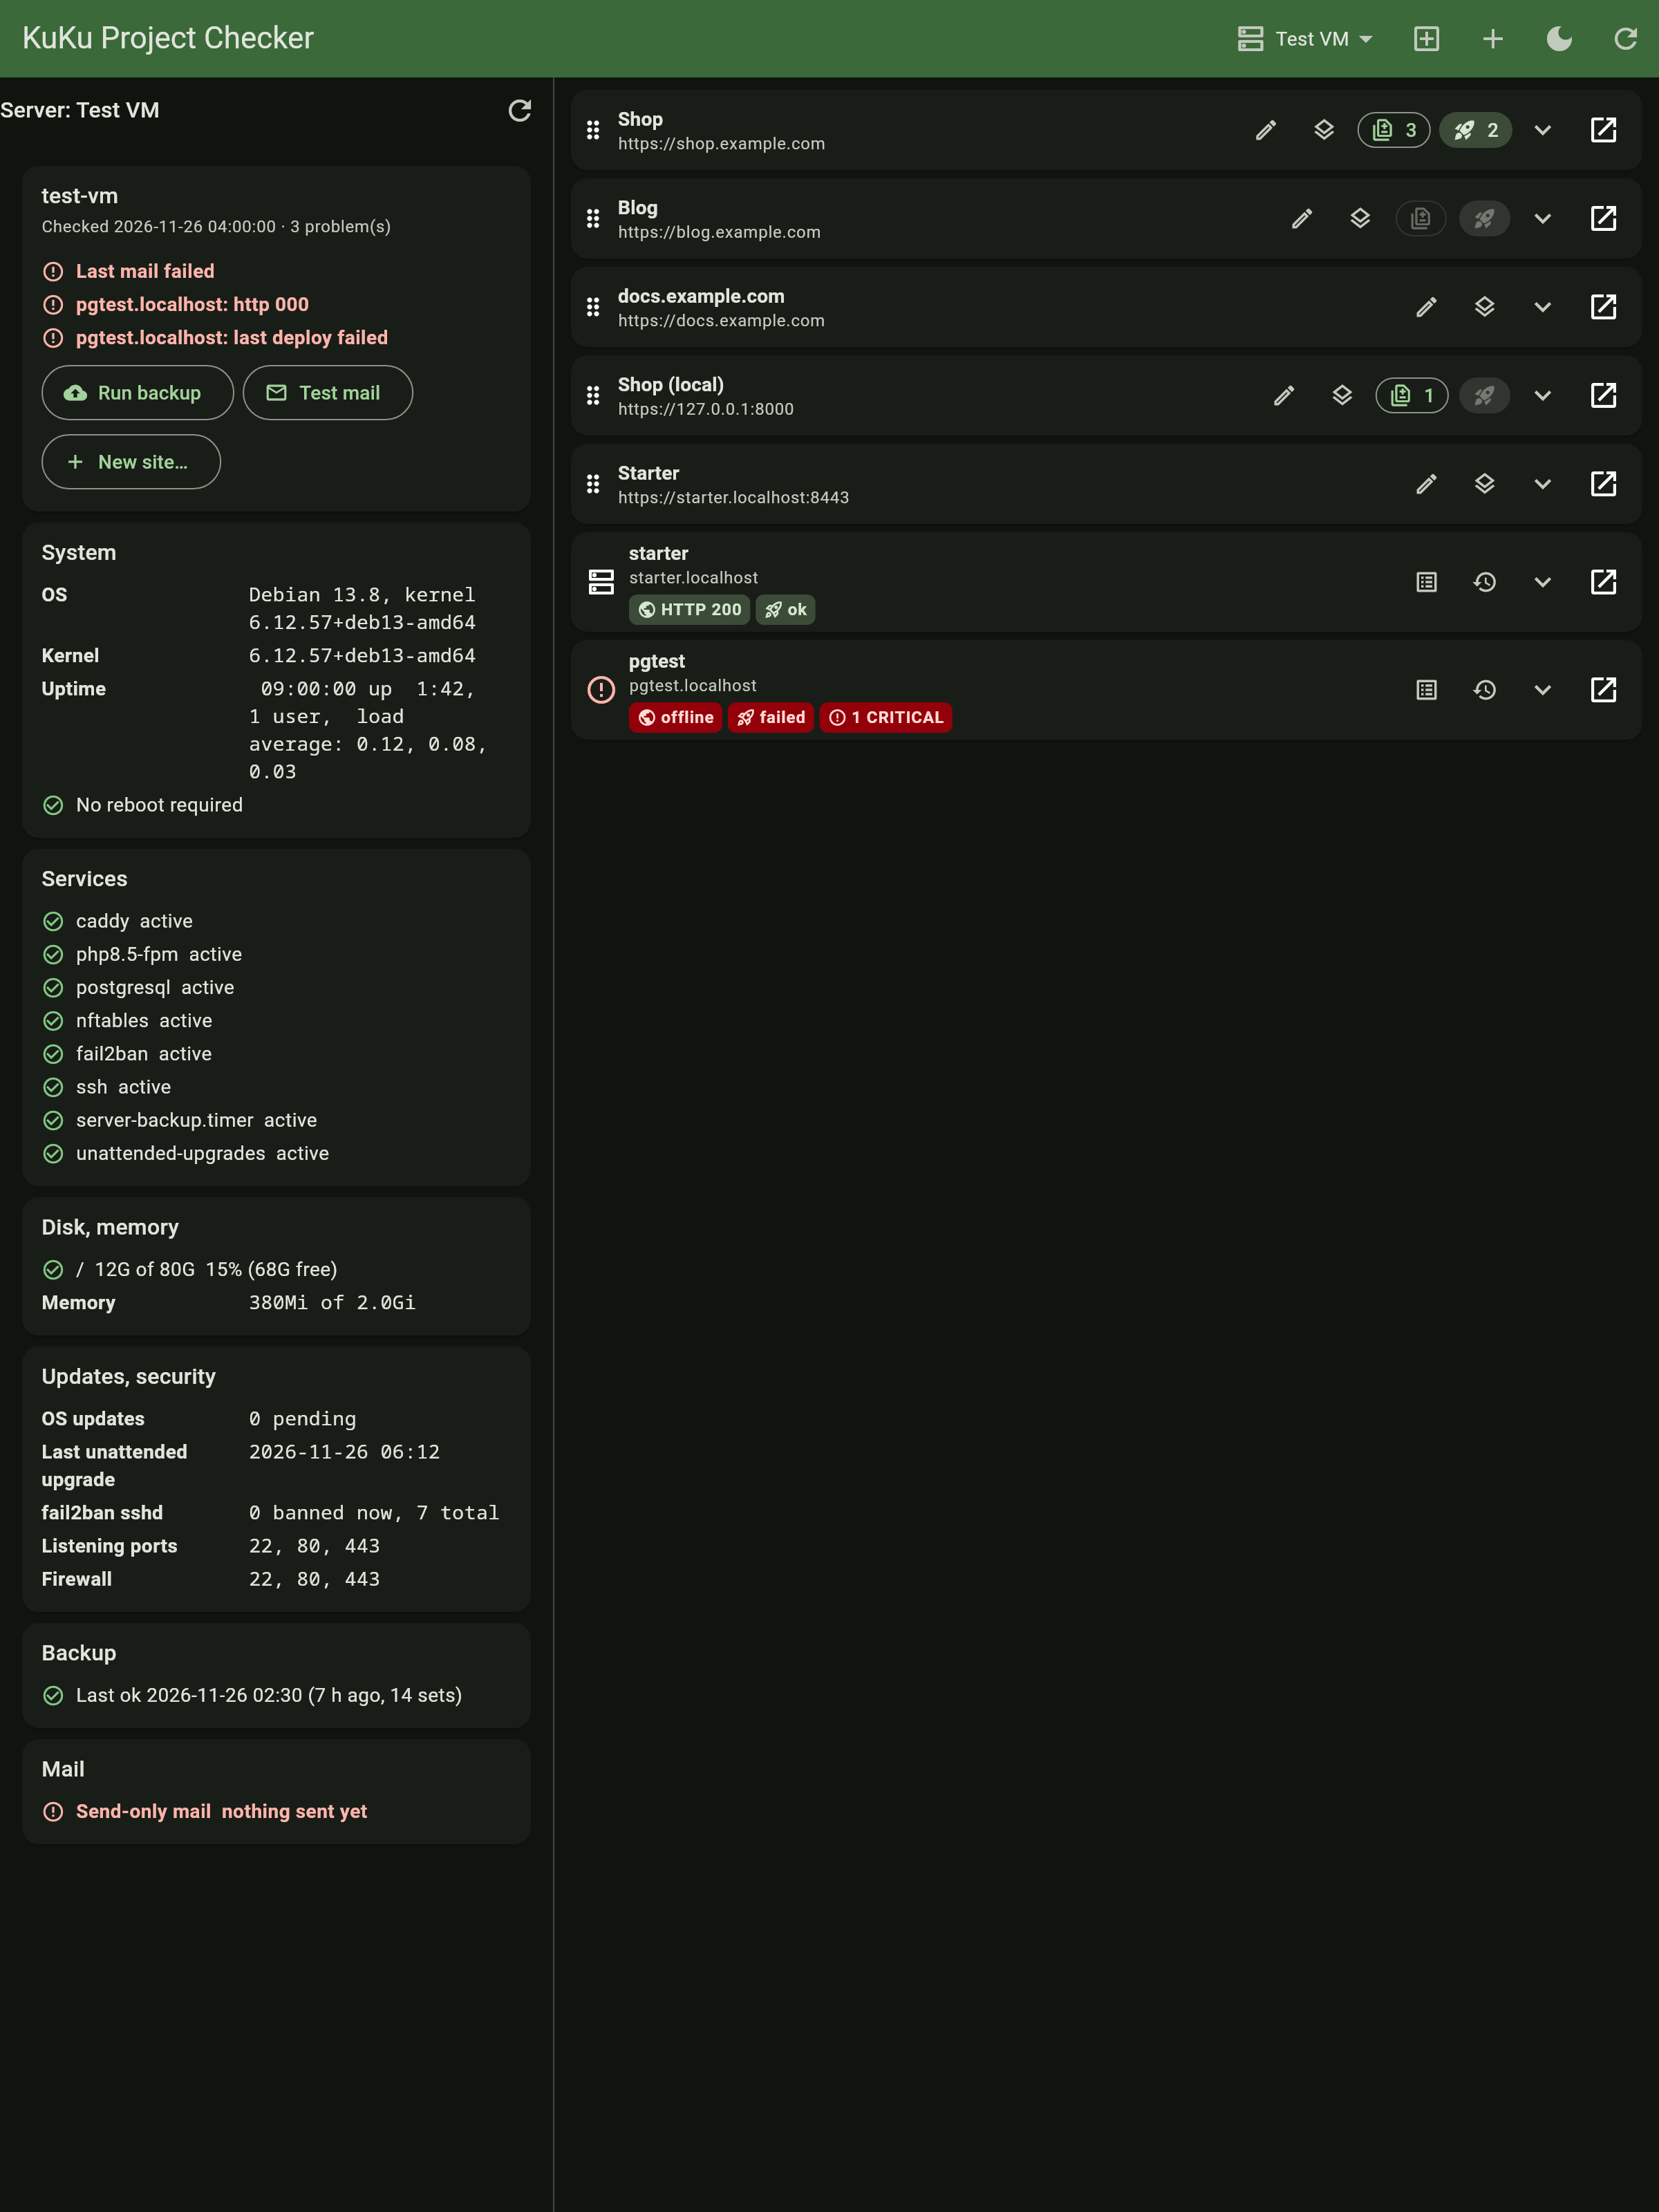 KuKu Project Checker
Test VM
Server: Test VM
test-vm
Checked 2026-11-26 04:00:00 · 3 problem(s)
Last mail failed
pgtest.localhost: http 000
pgtest.localhost: last deploy failed
Run backup
Test mail
New site...
System
OS
Debian 13.8, kernel
6.12.57+deb13-amd64
Kernel
6.12.57+deb13-amd64
Uptime
09:00:00 up  1:42,
1 user,  load
average: 0.12, 0.08,
0.03
No reboot required
Services
caddy active
php8.5-fpm active
postgresql active
nftables active
fail2ban active
ssh active
server-backup.timer active
unattended-upgrades active
Disk, memory
/ 12G of 80G 15% (68G free)
Memory
380Mi of 2.0Gi
Updates, security
OS updates
0 pending
Last unattended
upgrade
2026-11-26 06:12
fail2ban sshd
0 banned now, 7 total
Listening ports
22, 80, 443
Firewall
22, 80, 443
Backup
Last ok 2026-11-26 02:30 (7 h ago, 14 sets)
Mail
Send-only mail nothing sent yet
Shop
https://shop.example.com
3
2
Blog
https://blog.example.com
docs.example.com
https://docs.example.com
Shop (local)
https://127.0.0.1:8000
1
Starter
https://starter.localhost:8443
starter
starter.localhost
HTTP 200
ok
pgtest
pgtest.localhost
offline
failed
1 CRITICAL